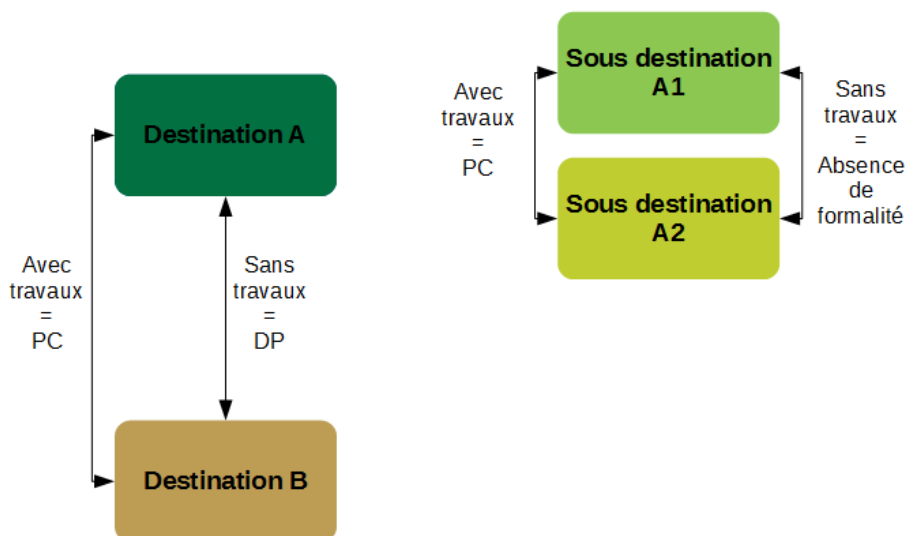 Destination A
Avec
travaux
=
PC
Sans
travaux
=
DP
Destination B
Sous destination
A1
Avec
travaux
=
PC
Sans
travaux
=
Absence
de
formalité
Sous destination
A2